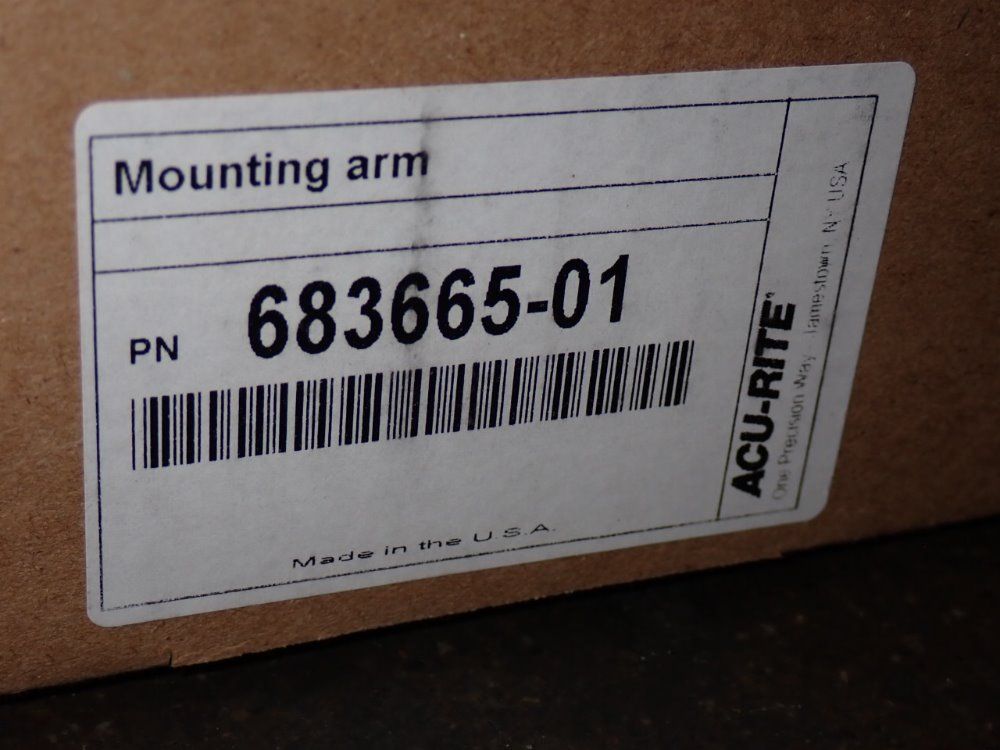 Mounting arm
PN 683665-01
Made in the U.S.A.
ACU-RITE®
One Precision Way Jamestown, NY USA